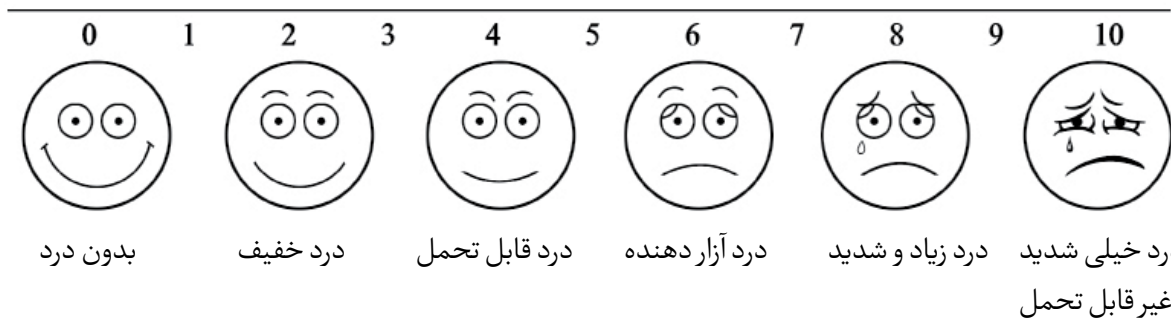 0 1 2 3 4 5 6 7 8 9 10
بدون درد
درد خفیف
درد قابل تحمل
درد آزار دهنده
درد زیاد و شدید
رد خیلی شدید
غیر قابل تحمل